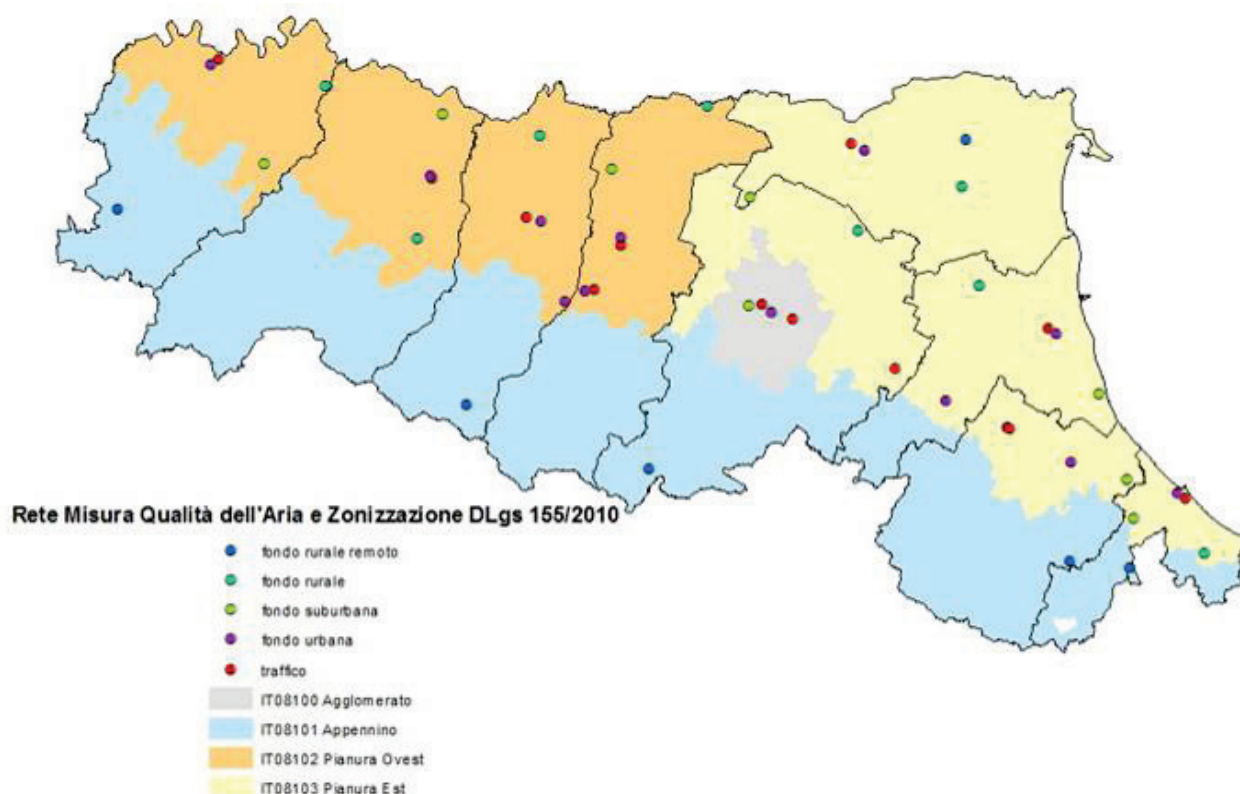 Rete Misura Qualità dell'Aria e Zonizzazione DLgs 155/2010
fondo rurale remoto
fondo rurale
fondo suburbana
fondo urbana
traffico
IT08100 Agglomerato
IT08101 Appennino
IT08102 Pianura Ovest
IT08103 Pianura Est